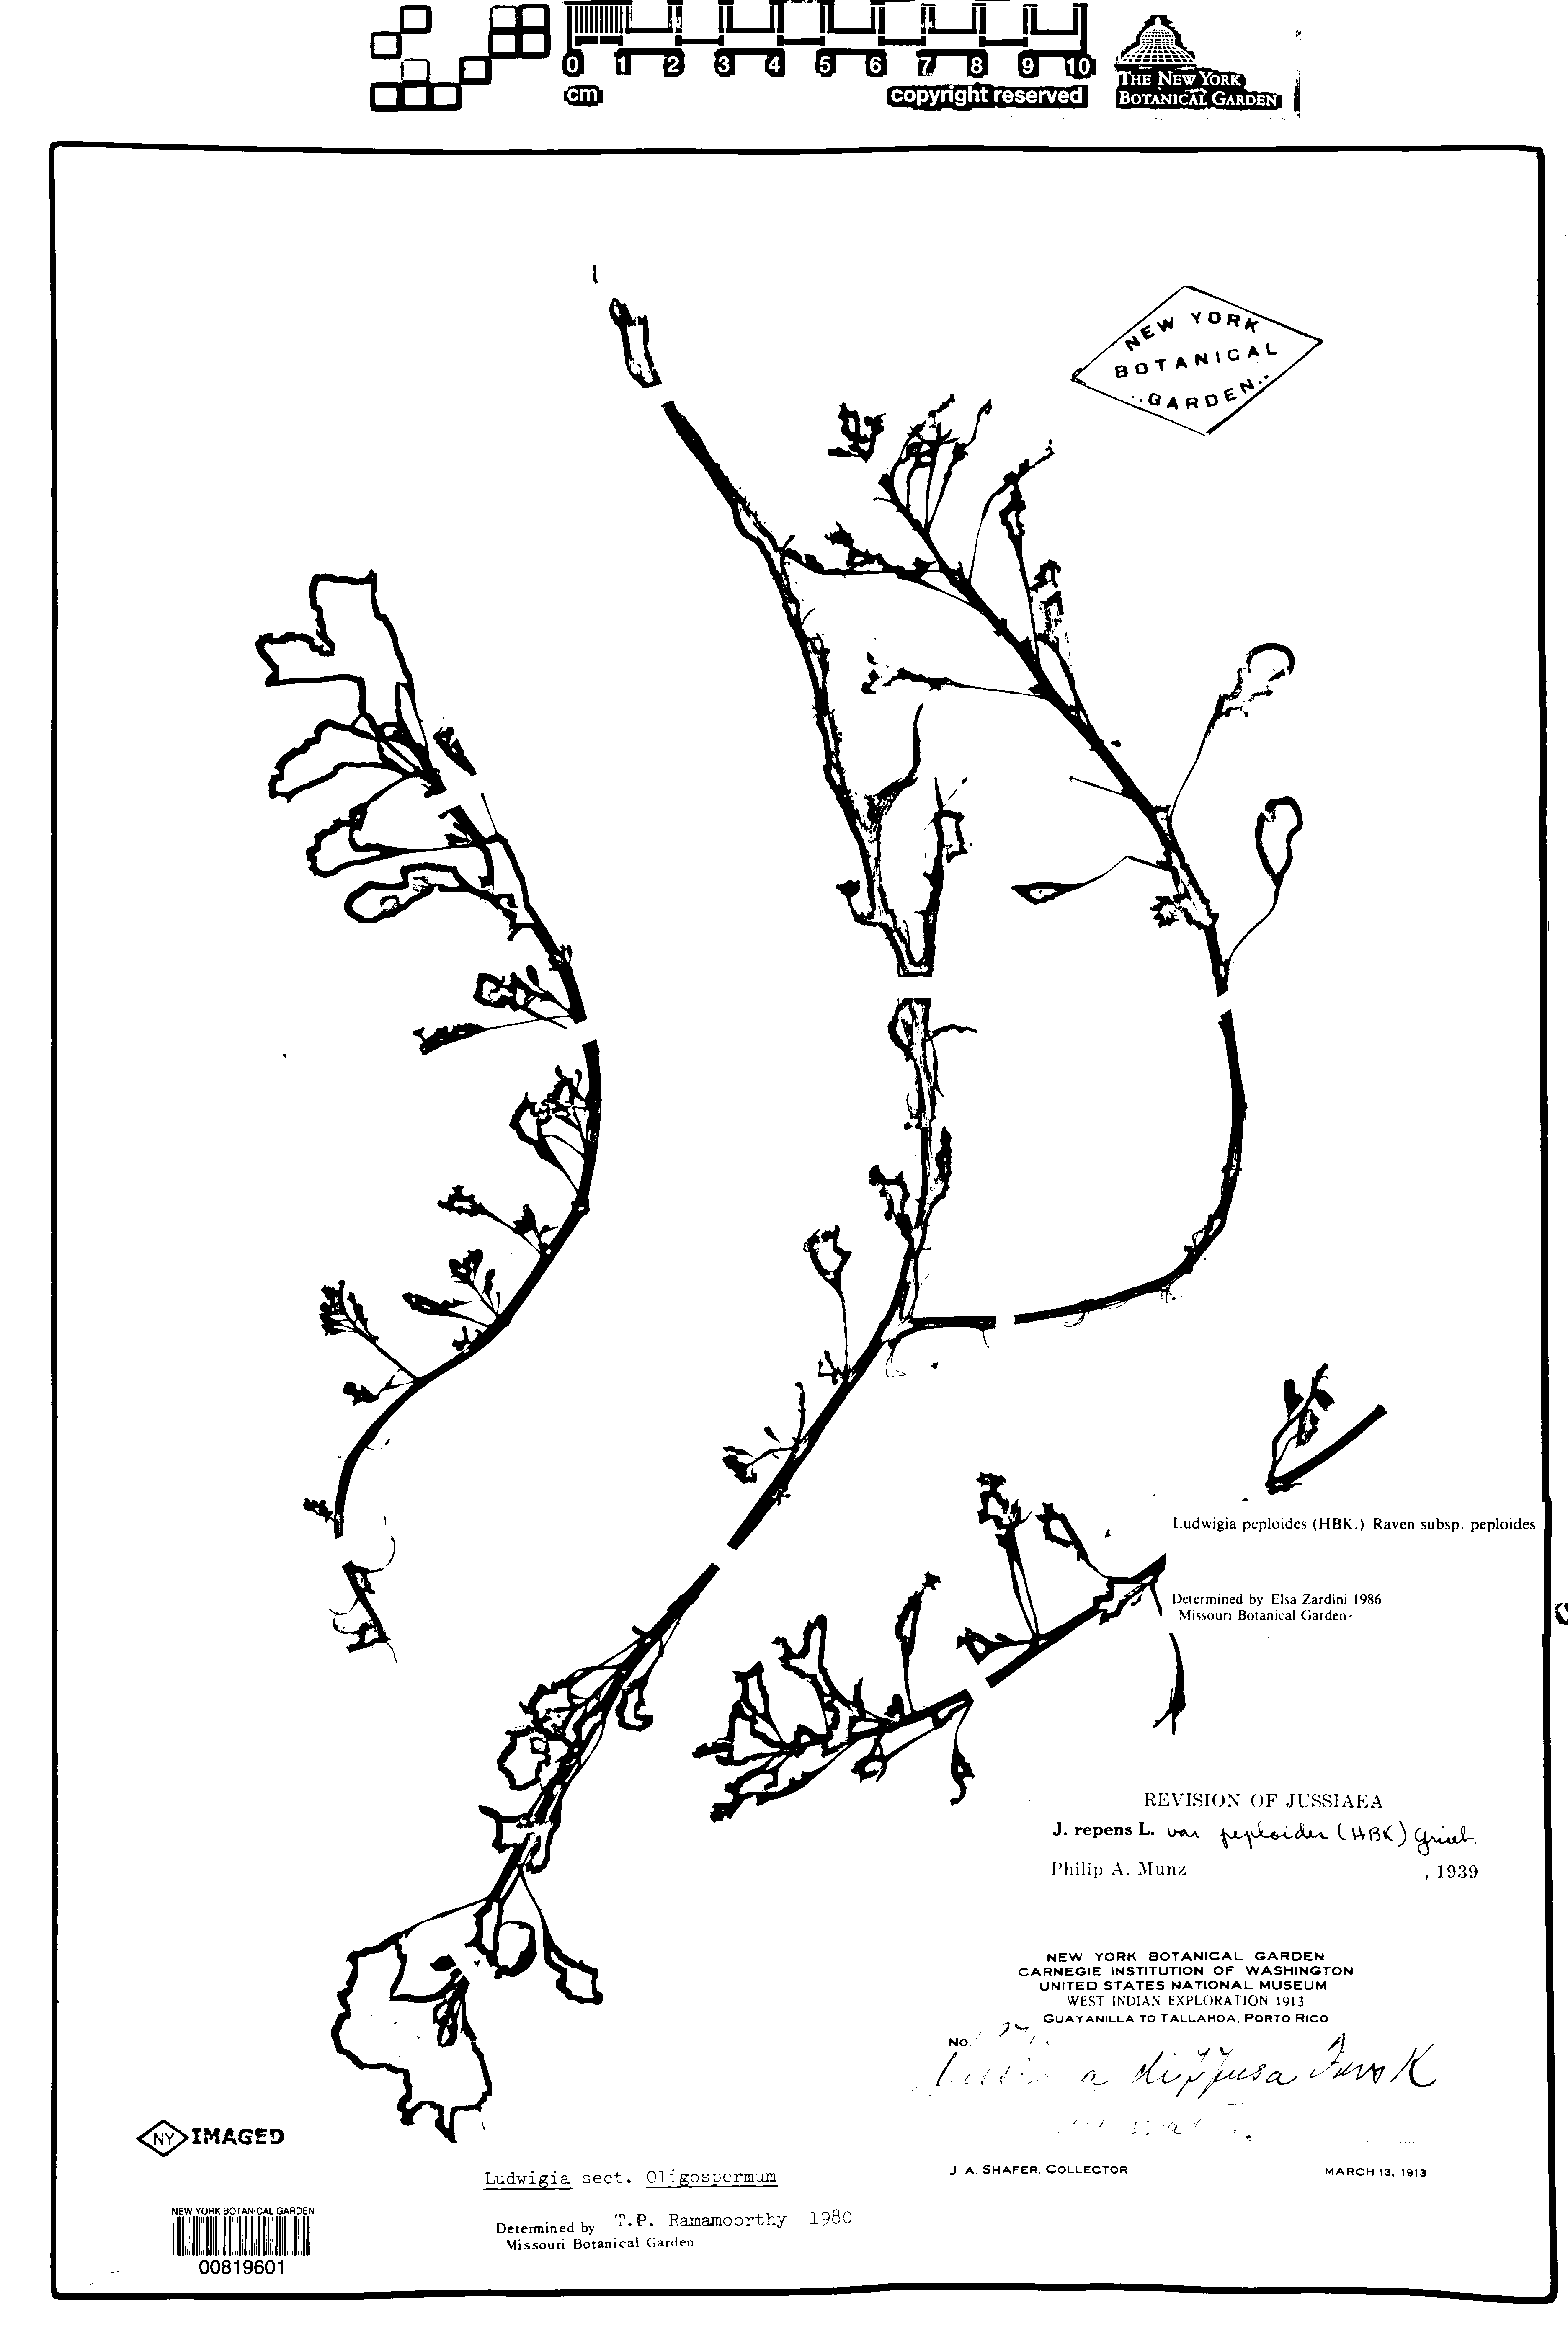 0 1 2 3 4 5 6 7 8 9 10
cm copyright reserved
THE NEW YORK
BOTANICAL GARDEN
NEW YORK
BOTANICAL
GARDEN
Ludwigia peploides (HBK.) Raven subsp. peploides
Determined by Elsa Zardini 1986
Missouri Botanical Garden
REVISION OF JUSSIAEA
J. repens L. var peploides (HBK) Griseb.
Philip A. Munz , 1939
NEW YORK BOTANICAL GARDEN
CARNEGIE INSTITUTION OF WASHINGTON
UNITED STATES NATIONAL MUSEUM
WEST INDIAN EXPLORATION 1913
GUAYANILLA TO TALLAHOA, PORTO RICO
NO.
a diffusa Forsk
J. A. SHAFER, COLLECTOR MARCH 13, 1913
NY IMAGED
Ludwigia sect. Oligospermum
Determined by T.P. Ramamoorthy 1980
Missouri Botanical Garden
NEW YORK BOTANICAL GARDEN
00819601